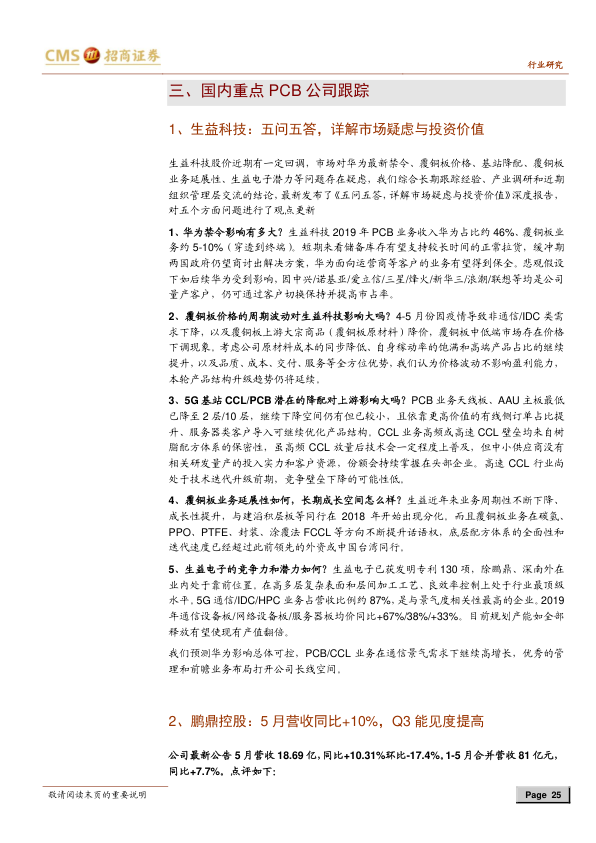 CMS 招商证券
行业研究
三、国内重点 PCB 公司跟踪
1、生益科技：五问五答，详解市场疑虑与投资价值
生益科技股价近期有一定回调，市场对华为最新禁令、覆铜板价格、基站降配、覆铜板
业务延展性、生益电子潜力等问题存在疑虑，我们综合长期跟踪经验、产业调研和近期
组织管理层交流的结论，最新发布了《五问五答，详解市场疑虑与投资价值》深度报告，
对五个方面问题进行了观点更新
1、华为禁令影响有多大？生益科技 2019 年 PCB 业务收入华为占比约 46%、覆铜板业
务约 5-10%（穿透到终端）。短期来看储备库存有望支持较长时间的正常拉货，缓冲期
两国政府仍望商讨出解决方案，华为面向运营商等客户的业务有望得到保全。悲观假设
下如后续华为受到影响，因中兴/诺基亚/爱立信/三星/烽火/新华三/浪潮/联想等均是公司
量产客户，仍可通过客户切换保持并提高市占率。
2、覆铜板价格的周期波动对生益科技影响大吗？4-5 月份因疫情导致非通信/IDC 类需
求下降，以及覆铜板上游大宗商品（覆铜板原材料）降价，覆铜板中低端市场存在价格
下调现象。考虑公司原材料成本的同步降低、自身稼动率的饱满和高端产品占比的继续
提升，以及品质、成本、交付、服务等全方位优势，我们认为价格波动不影响盈利能力，
本轮产品结构升级趋势仍将延续。
3、5G 基站 CCL/PCB 潜在的降配对上游影响大吗？PCB 业务天线板、AAU 主板最低
已降至 2 层/10 层，继续下降空间仍有但已较小，且依靠更高价值的有线侧订单占比提
升、服务器类客户导入可继续优化产品结构。CCL 业务高频或高速 CCL 壁垒均来自树
脂配方体系的保密性，虽高频 CCL 放量后技术会一定程度上普及，但中小供应商没有
相关研发量产的投入实力和客户资源，份额会持续掌握在头部企业。高速 CCL 行业尚
处于技术迭代升级前期，竞争壁垒下降的可能性低。
4、覆铜板业务延展性如何，长期成长空间怎么样？生益近年来业务周期性不断下降、
成长性提升，与建滔积层板等同行在 2018 年开始出现分化。而且覆铜板业务在碳氢、
PPO、PTFE、封装、涂覆法 FCCL 等方向不断提升话语权，底层配方体系的全面性和
迭代速度已经超过此前领先的外资或中国台湾同行。
5、生益电子的竞争力和潜力如何？生益电子已获发明专利 130 项，除鹏鼎、深南外在
业内处于靠前位置。在高多层复杂表面和层间加工工艺、良效率控制上处于行业最顶级
水平。5G 通信/IDC/HPC 业务占营收比例约 87%，是与景气度相关性最高的企业。2019
年通信设备板/网络设备板/服务器板均价同比+67%/38%/+33%。目前规划产能如全部
释放有望使现有产值翻倍。
我们预测华为影响总体可控，PCB/CCL 业务在通信景气需求下继续高增长，优秀的管
理和前瞻业务布局打开公司长线空间。
2、鹏鼎控股：5 月营收同比+10%，Q3 能见度提高
公司最新公告 5 月营收 18.69 亿，同比+10.31%环比-17.4%，1-5 月合并营收 81 亿元，
同比+7.7%，点评如下：
敬请阅读末页的重要说明
Page 25